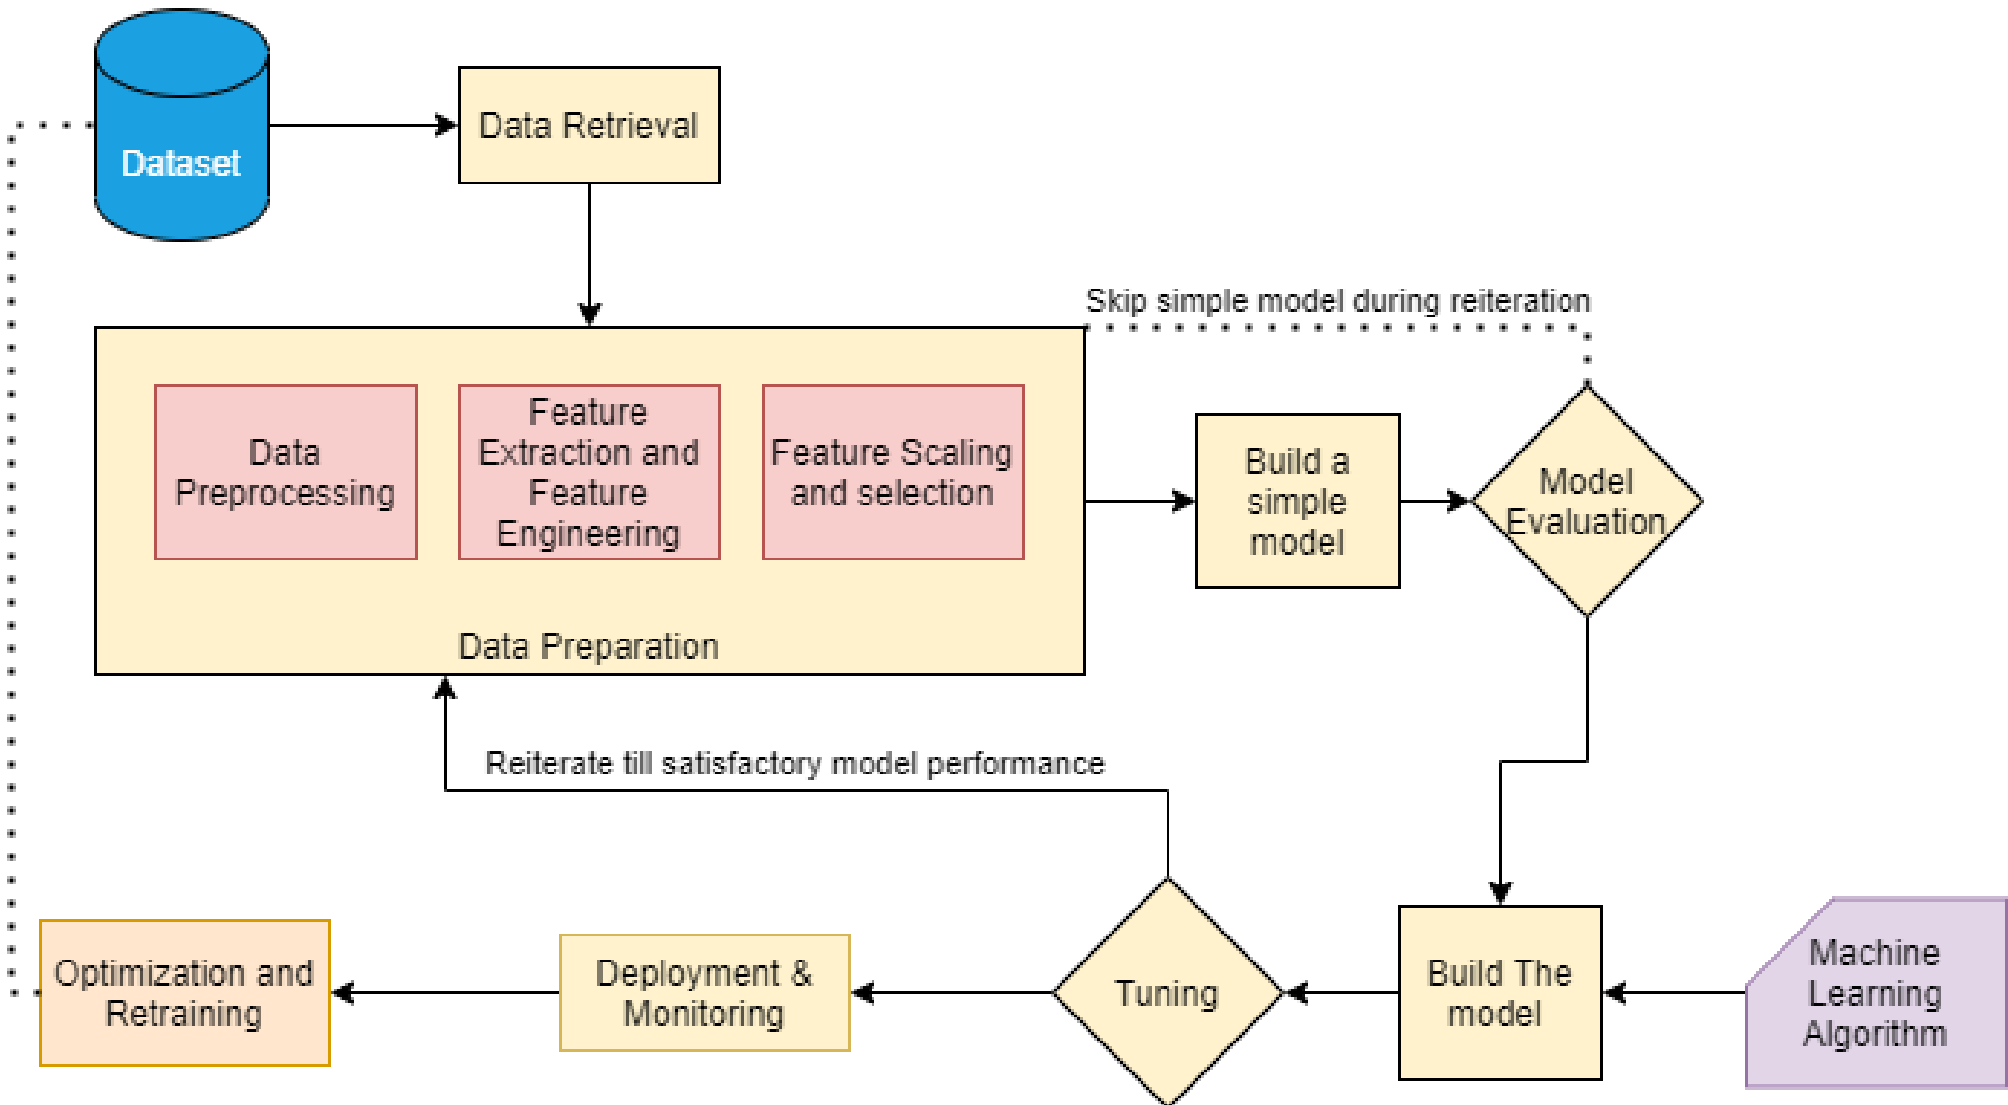 Dataset
Data Retrieval
Skip simple model during reiteration
Data
Preprocessing
Feature
Extraction and
Feature
Engineering
Feature Scaling
and selection
Data Preparation
Build a
simple
model
Model
Evaluation
Reiterate till satisfactory model performance
Optimization and
Retraining
Deployment &
Monitoring
Tuning
Build The
model
Machine
Learning
Algorithm